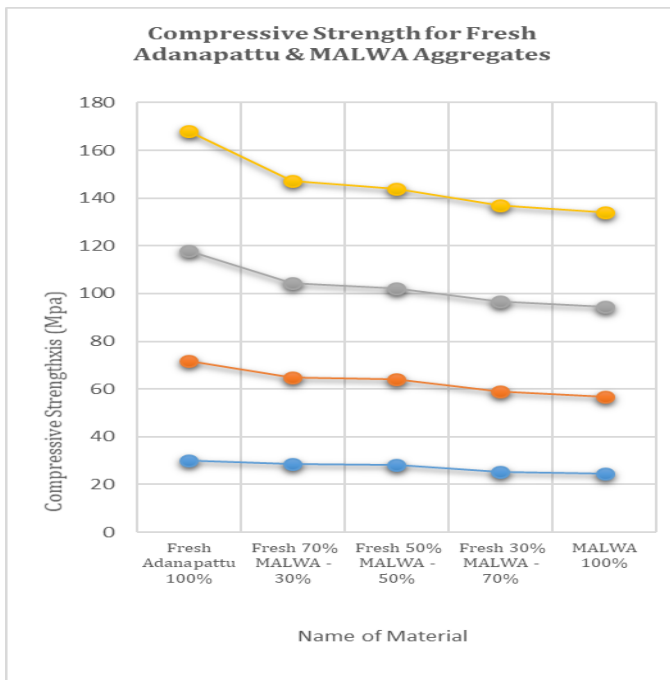 Compressive Strength for Fresh
Adanapattu & MALWA Aggregates
180
160
140
120
100
80
60
40
20
0
Compressive Strengthxis (Mpa)
Fresh Adanapattu 100%
Fresh 70% MALWA - 30%
Fresh 50% MALWA - 50%
Fresh 30% MALWA - 70%
MALWA 100%
Name of Material